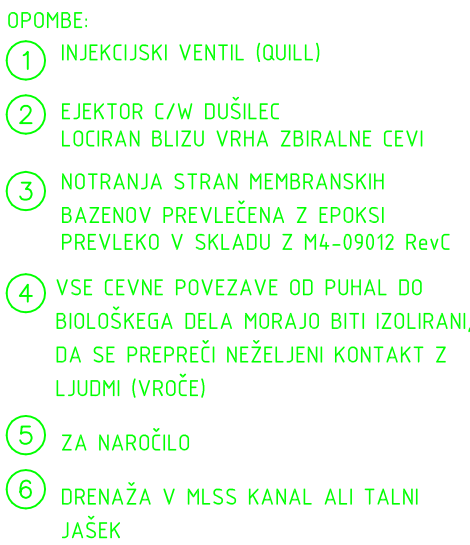 OPOMBE:
1 INJEKCIJSKI VENTIL (QUILL)
2 EJEKTOR C/W DUŠILEC
LOCIRAN BLIZU VRHA ZBIRALNE CEVI
3 NOTRANJA STRAN MEMBRANSKIH
BAZENOV PREVLEČENA Z EPOKSI
PREVLEKO V SKLADU Z M4-09012 RevC
4 VSE CEVNE POVEZAVE OD PUHAL DO
BIOLOŠKEGA DELA MORAJO BITI IZOLIRANI,
DA SE PREPREČI NEŽELJENI KONTAKT Z
LJUDMI (VROČE)
5 ZA NAROČILO
6 DRENAŽA V MLSS KANAL ALI TALNI
JAŠEK